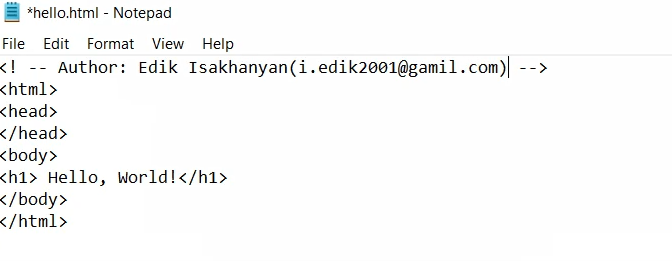 *hello.html - Notepad
File Edit Format View Help
<! -- Author: Edik Isakhanyan(i.edik2001@gamil.com) -->
<html>
<head>
</head>
<body>
<h1> Hello, World!</h1>
</body>
</html>